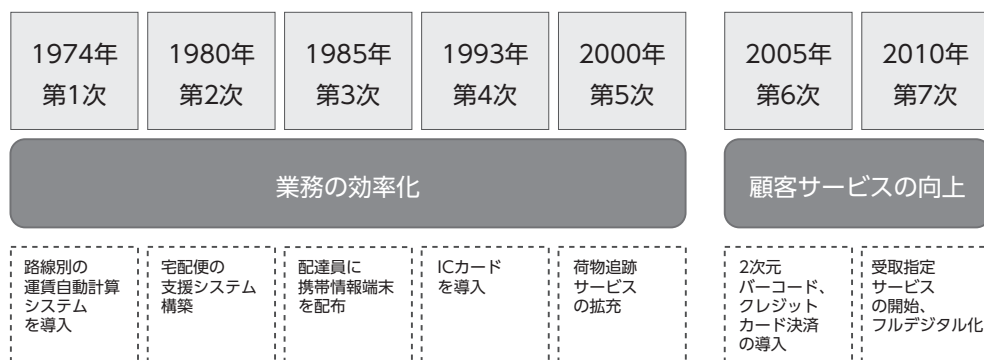 1974年
第1次
1980年
第2次
1985年
第3次
1993年
第4次
2000年
第5次
2005年
第6次
2010年
第7次
業務の効率化
顧客サービスの向上
路線別の
運賃自動計算
システム
を導入
宅配便の
支援システム
構築
配達員に
携帯情報端末
を配布
ICカード
を導入
荷物追跡
サービス
の拡充
2次元
バーコード、
クレジット
カード決済
の導入
受取指定
サービス
の開始、
フルデジタル化